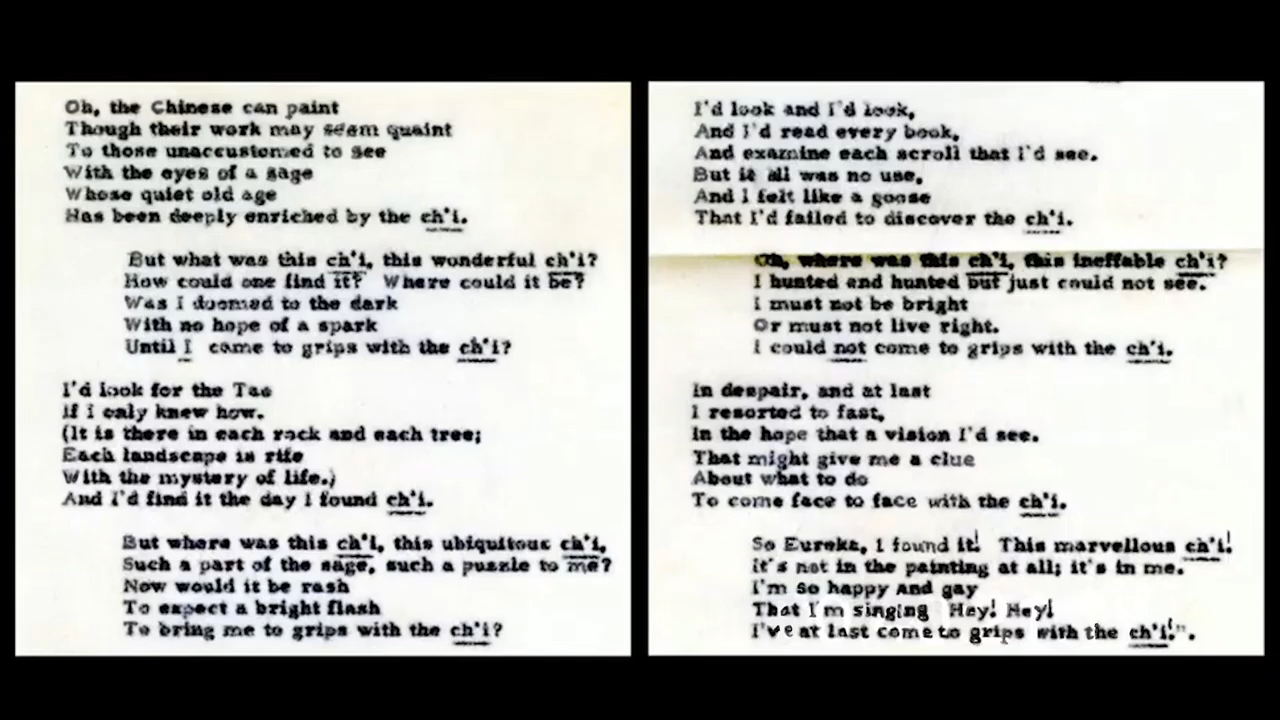 Oh, the Chinese can paint
Though their work may seem quaint
To those unaccustomed to see
With the eyes of a sage
Whose quiet old age
Has been deeply enriched by the ch'i.
But what was this ch'i, this wonderful ch'i?
How could one find it? Where could it be?
Was I doomed to the dark
With no hope of a spark
Until I come to grips with the ch'i?
I'd look for the Tao
If I only knew how.
(It is there in each rock and each tree;
Each landscape is rife
With the mystery of life.)
And I'd find it the day I found ch'i.
But where was this ch'i, this ubiquitous ch'i,
Such a part of the sage, such a puzzle to me?
Now would it be rash
To expect a bright flash
To bring me to grips with the ch'i?
I'd look and I'd look,
And I'd read every book,
And examine each scroll that I'd see.
But it all was no use,
And I felt like a goose
That I'd failed to discover the ch'i.
Oh, where was this ch'i, this ineffable ch'i?
I hunted and hunted but just could not see.
I must not be bright
Or must not live right.
I could not come to grips with the ch'i.
In despair, and at last
I resorted to fast,
In the hope that a vision I'd see.
That might give me a clue
About what to do
To come face to face with the ch'i.
So Eureka, I found it! This marvellous ch'i!
It's not in the painting at all; it's in me.
I'm so happy And gay
That I'm singing Hey! Hey!
I've at last come to grips with the ch'i!".